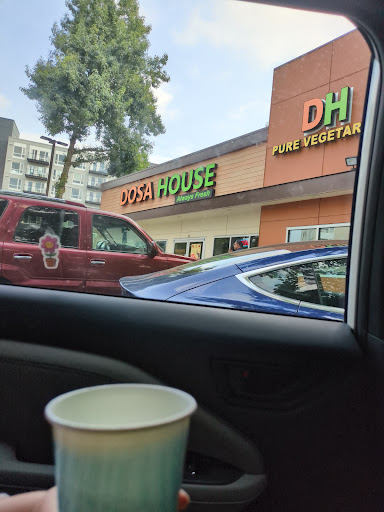 DOSA HOUSE
Always Fresh
DH
PURE VEGETAR